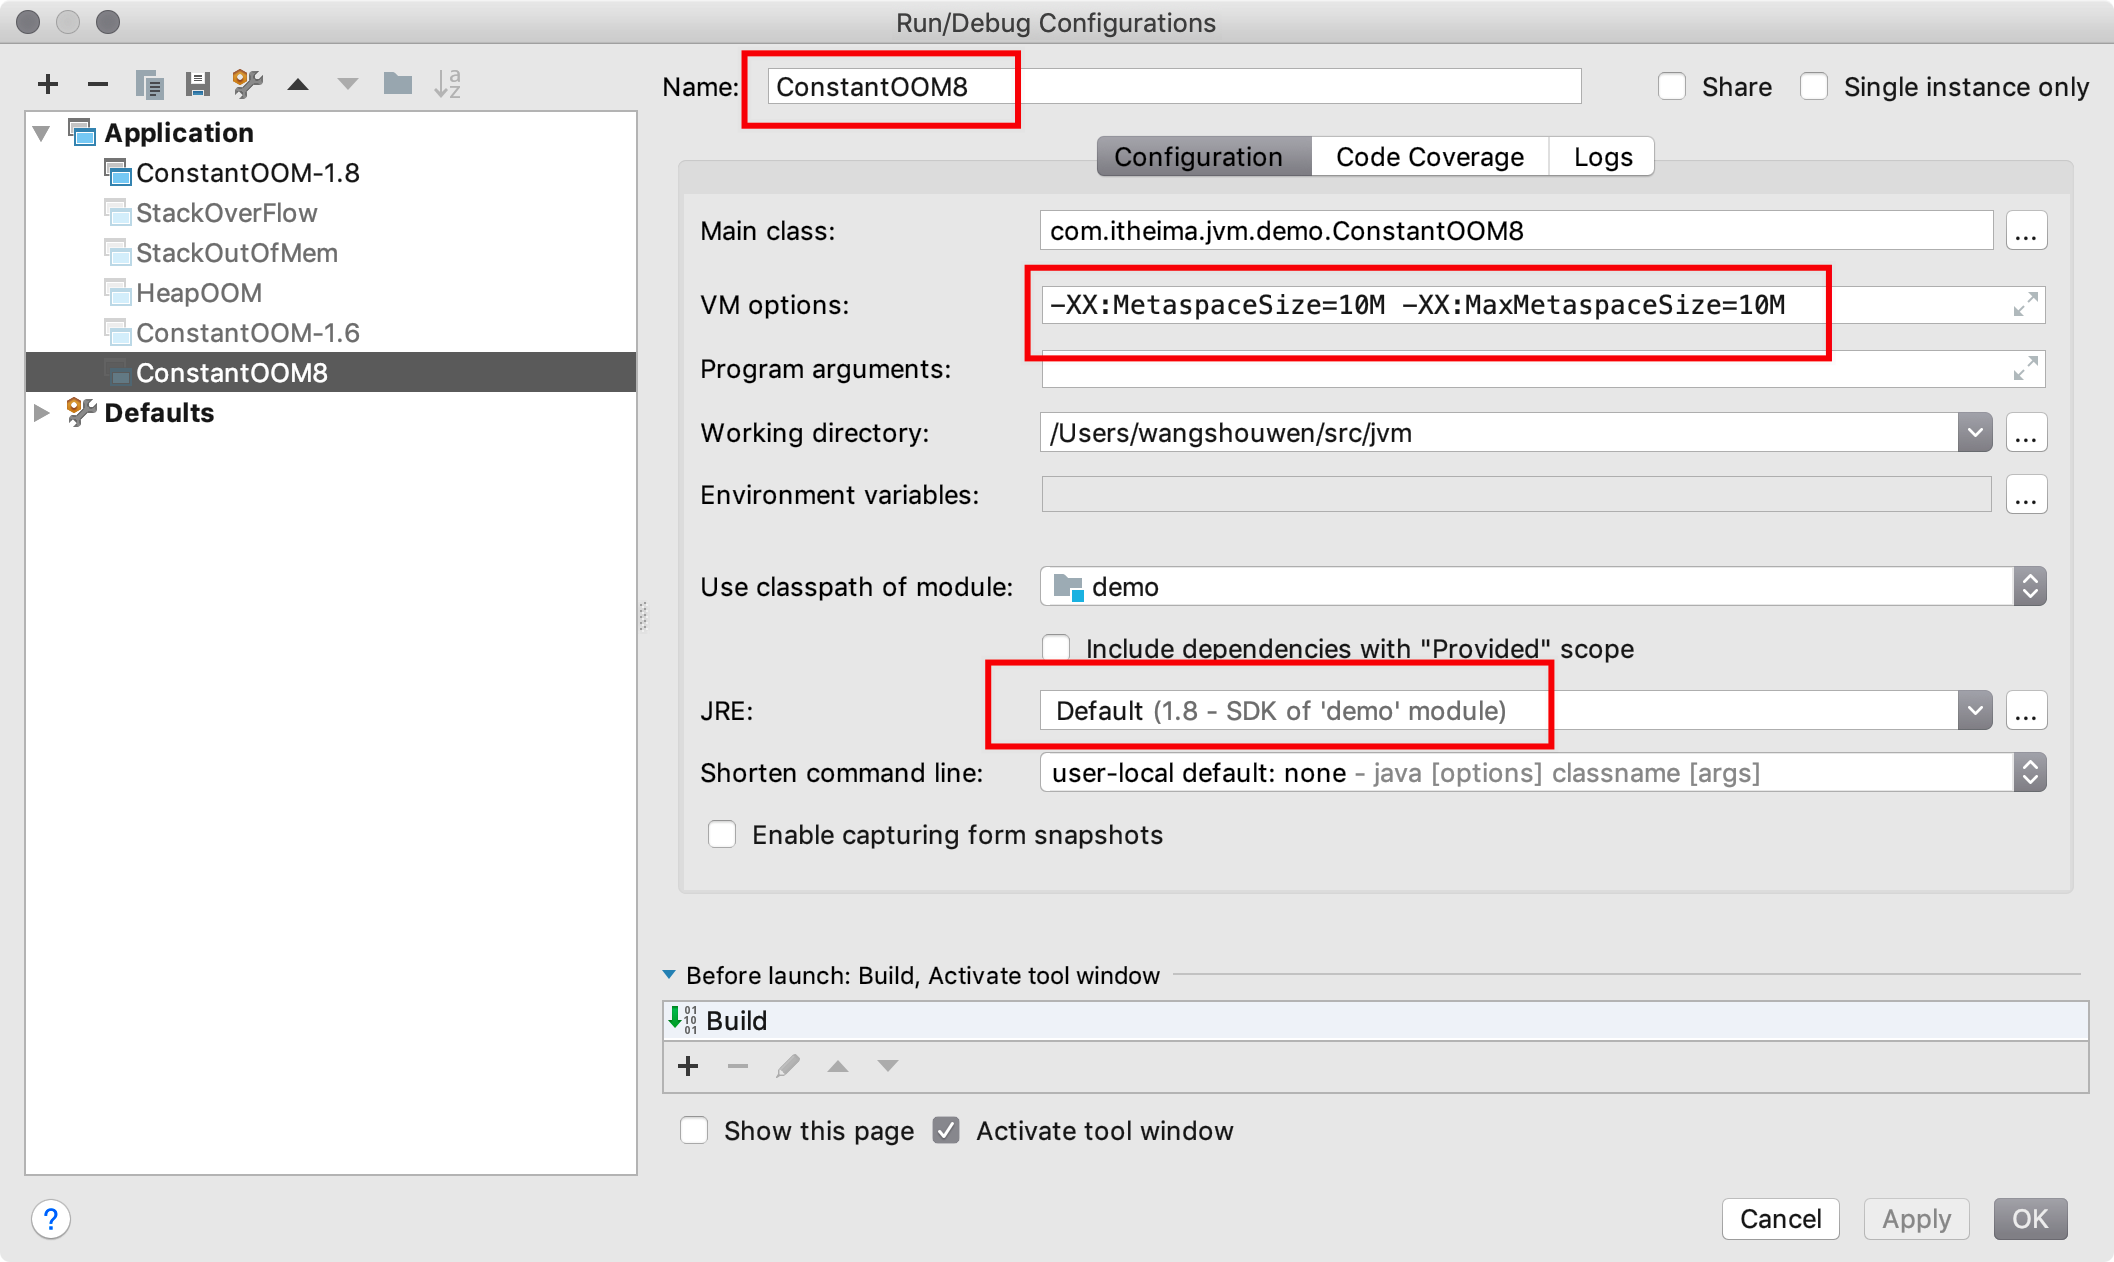 Run/Debug Configurations
Name: ConstantOOM8
Share
Single instance only
Application
ConstantOOM-1.8
StackOverFlow
StackOutOfMem
HeapOOM
ConstantOOM-1.6
ConstantOOM8
Defaults
Configuration
Code Coverage
Logs
Main class: com.itheima.jvm.demo.ConstantOOM8 ...
VM options: -XX:MetaspaceSize=10M -XX:MaxMetaspaceSize=10M
Program arguments:
Working directory: /Users/wangshouwen/src/jvm ...
Environment variables: ...
Use classpath of module: demo
Include dependencies with "Provided" scope
JRE: Default (1.8 - SDK of 'demo' module) ...
Shorten command line: user-local default: none - java [options] classname [args]
Enable capturing form snapshots
Before launch: Build, Activate tool window
Build
Show this page
Activate tool window
?
Cancel
Apply
OK